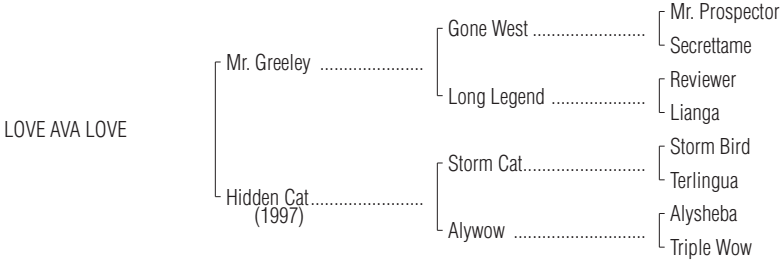 Mr. Prospector
Gone West ........................
Secrettame
Mr. Greeley ......................
Reviewer
Long Legend ....................
Lianga
LOVE AVA LOVE
Storm Bird
Storm Cat..........................
Terlingua
Hidden Cat........................
(1997)
Alysheba
Alywow ............................
Triple Wow